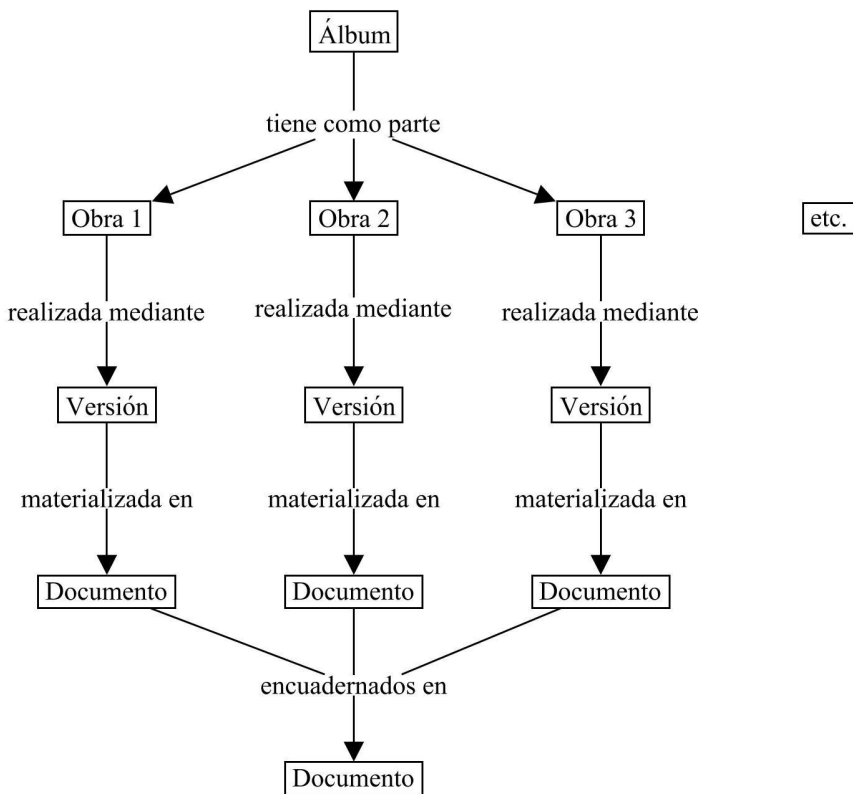 Álbum
tiene como parte
Obra 1
Obra 2
Obra 3
etc.
realizada mediante
realizada mediante
realizada mediante
Versión
Versión
Versión
materializada en
materializada en
materializada en
Documento
Documento
Documento
encuadernados en
Documento